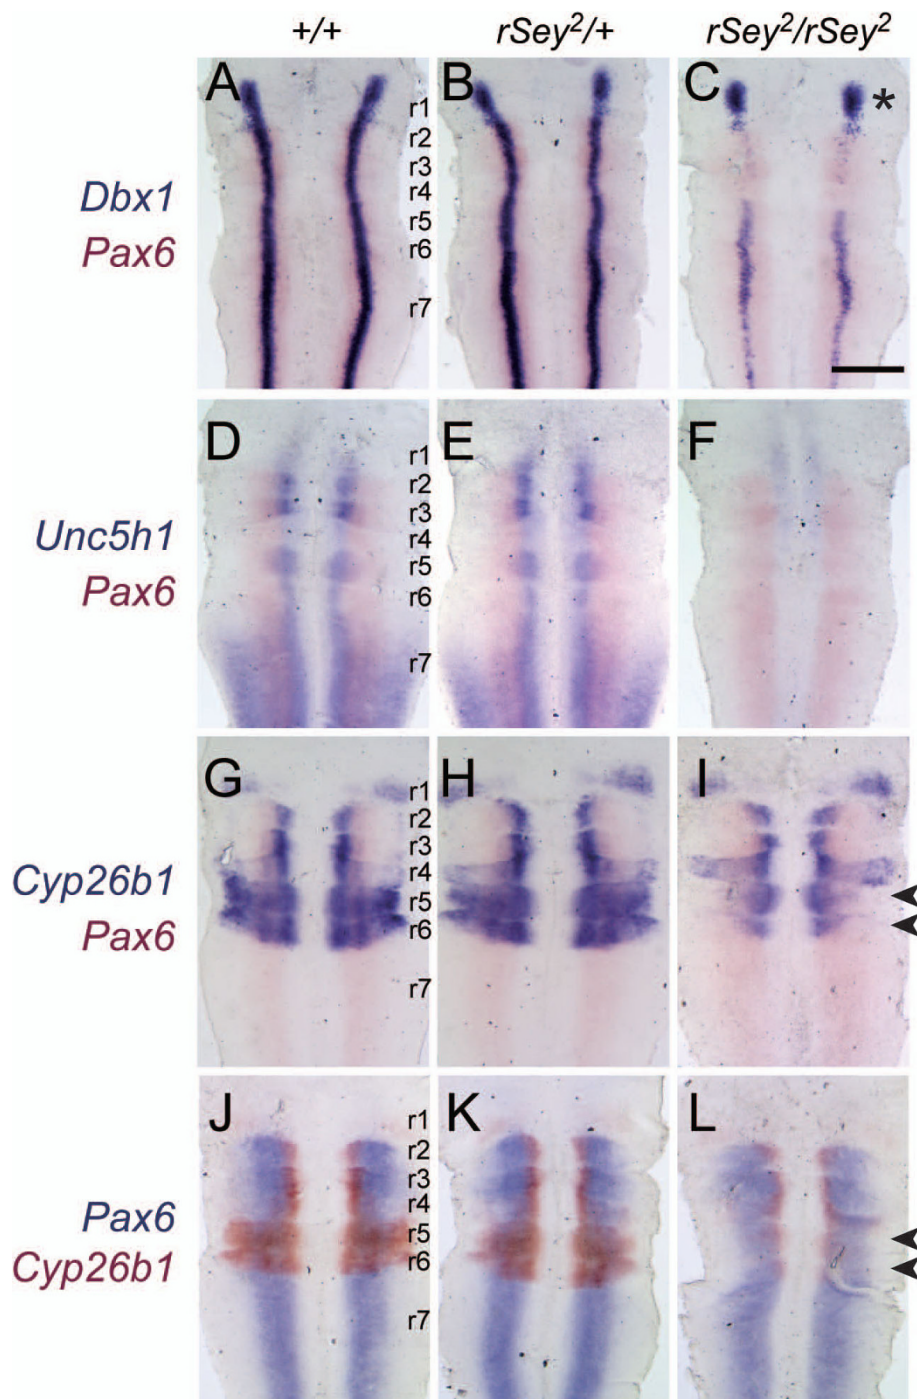 +/+ rSey²/+ rSey²/rSey²
A B C *
r1
r2
r3
r4
r5
r6
r7
Dbx1
Pax6
D E F
r1
r2
r3
r4
r5
r6
r7
Unc5h1
Pax6
G H I
r1
r2
r3
r4
r5
r6
r7
Cyp26b1
Pax6
J K L
r1
r2
r3
r4
r5
r6
r7
Pax6
Cyp26b1